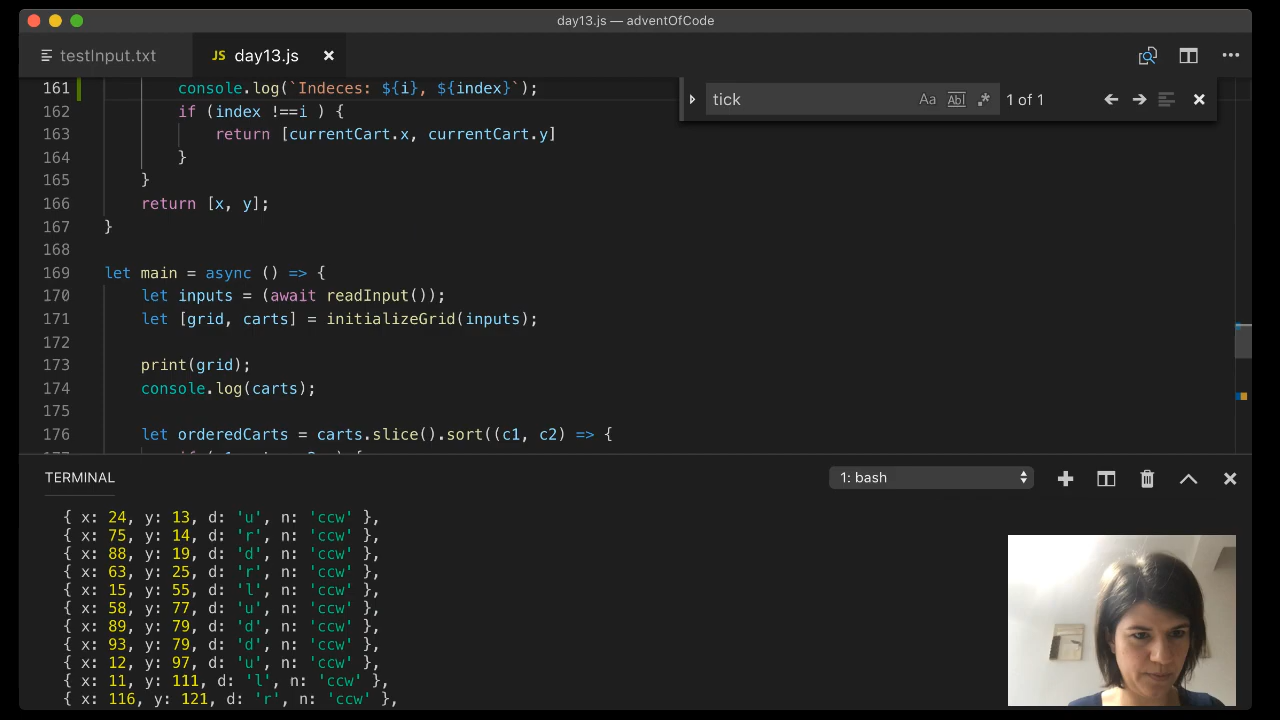 day13.js — adventOfCode
testInput.txt
JS day13.js
161 console.log(`Indeces: ${i}, ${index}`);
162 if (index !==i ) {
163 return [currentCart.x, currentCart.y]
164 }
165 }
166 return [x, y];
167 }
168
169 let main = async () => {
170 let inputs = (await readInput());
171 let [grid, carts] = initializeGrid(inputs);
172
173 print(grid);
174 console.log(carts);
175
176 let orderedCarts = carts.slice().sort((c1, c2) => {
tick Aa Abl .* 1 of 1
TERMINAL
1: bash
{ x: 24, y: 13, d: 'u', n: 'ccw' },
{ x: 75, y: 14, d: 'r', n: 'ccw' },
{ x: 88, y: 19, d: 'd', n: 'ccw' },
{ x: 63, y: 25, d: 'r', n: 'ccw' },
{ x: 15, y: 55, d: 'l', n: 'ccw' },
{ x: 58, y: 77, d: 'u', n: 'ccw' },
{ x: 89, y: 79, d: 'd', n: 'ccw' },
{ x: 93, y: 79, d: 'd', n: 'ccw' },
{ x: 12, y: 97, d: 'u', n: 'ccw' },
{ x: 11, y: 111, d: 'l', n: 'ccw' },
{ x: 116, y: 121, d: 'r', n: 'ccw' },